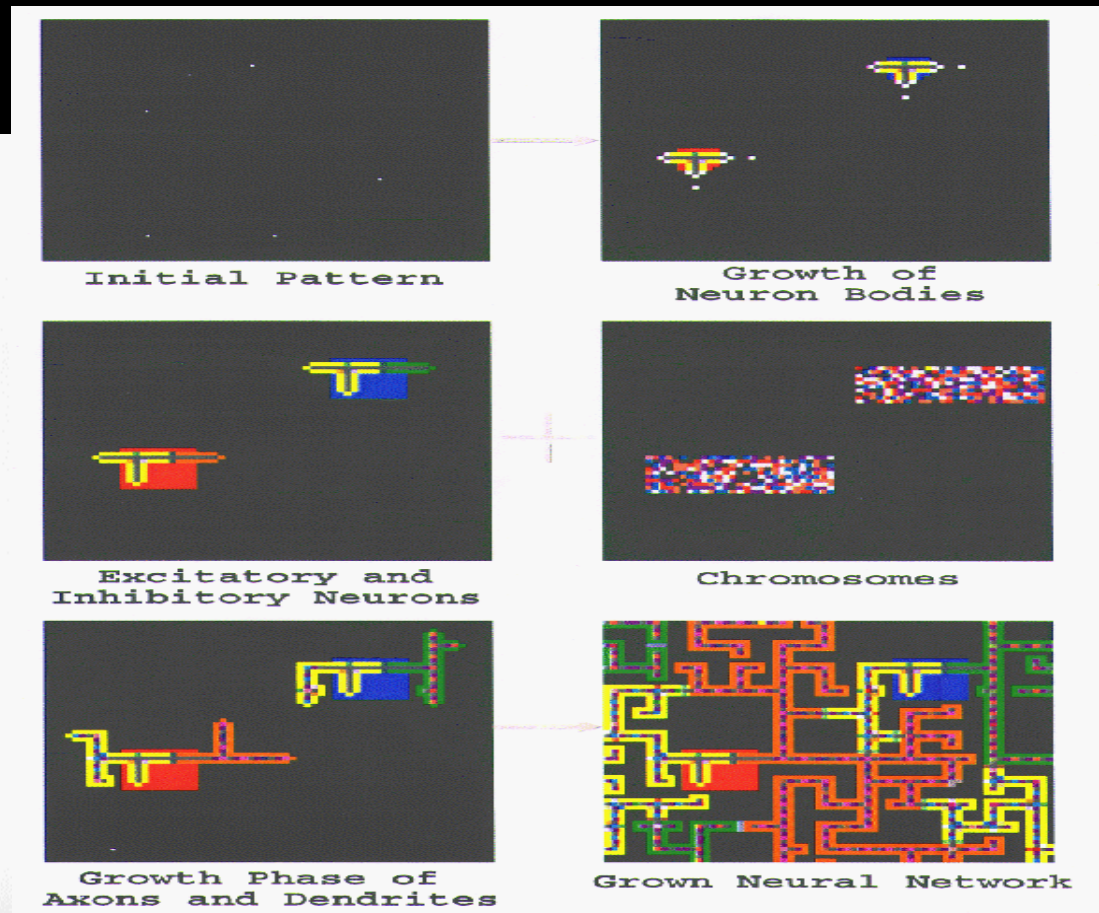 Initial Pattern
Growth of
Neuron Bodies
Excitatory and
Inhibitory Neurons
Chromosomes
Growth Phase of
Axons and Dendrites
Grown Neural Network